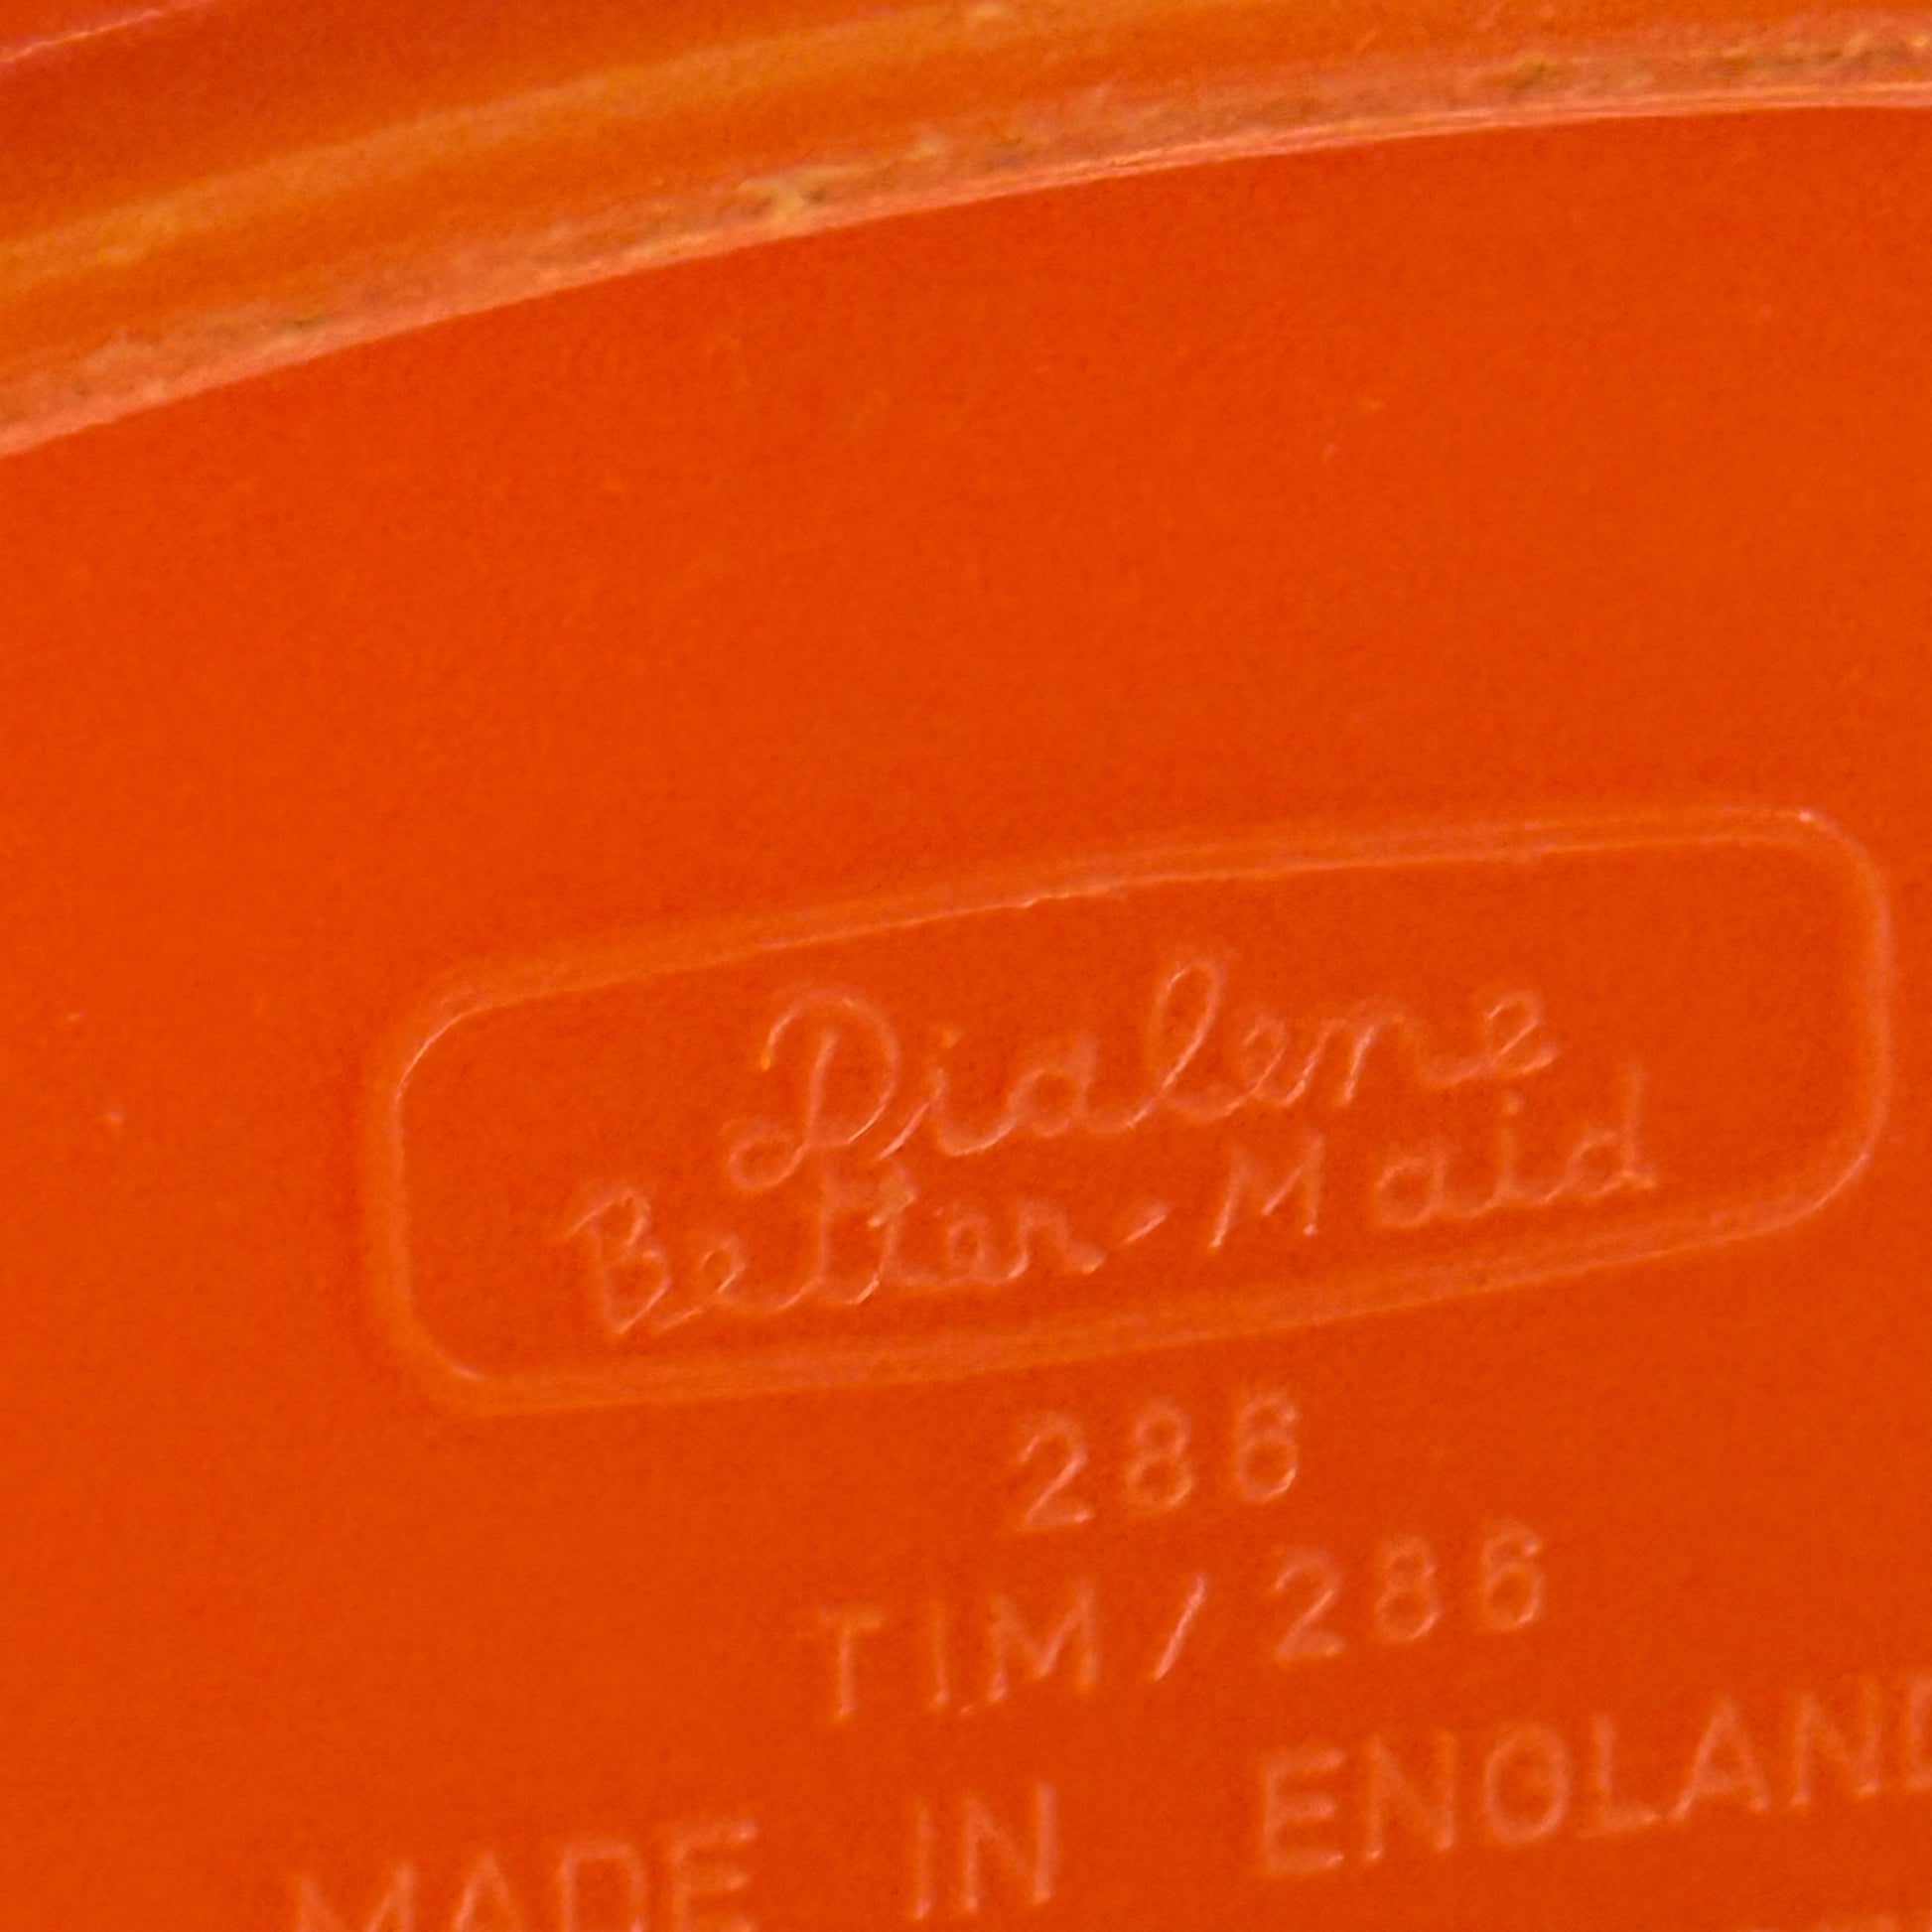 Dialene
Better-Maid
286
TIM/286
MADE IN ENGLAND